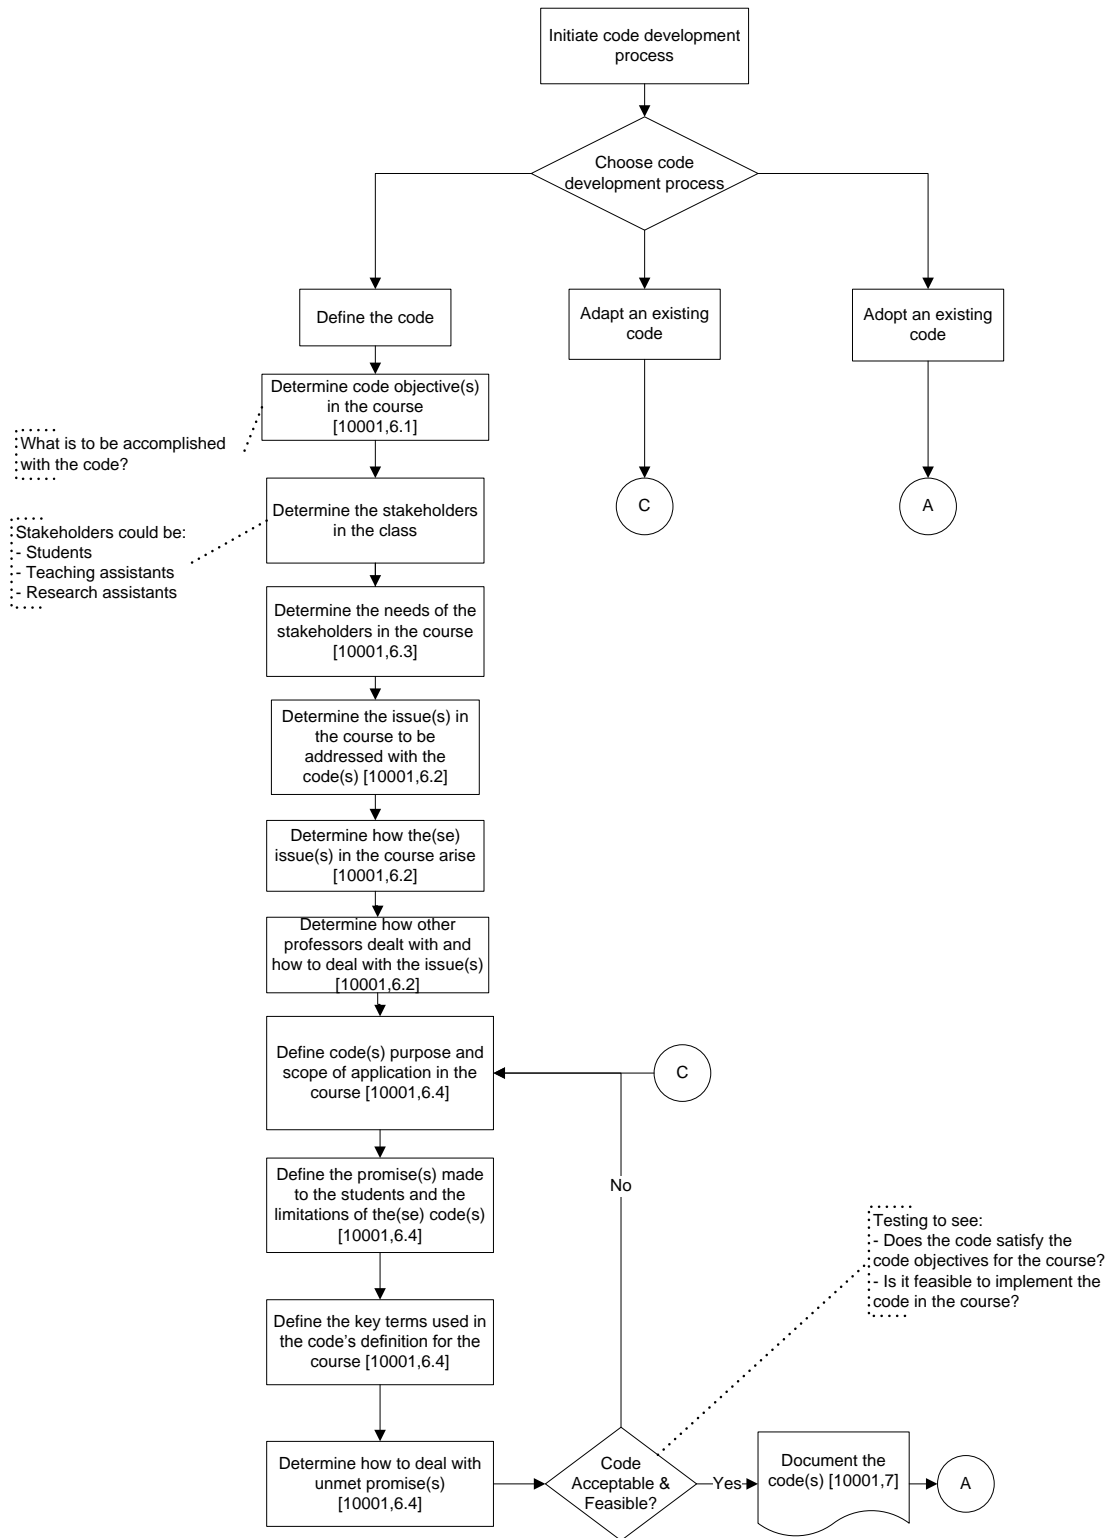 Initiate code development
process
Choose code
development process
Define the code
Adapt an existing
code
Adopt an existing
code
Determine code objective(s)
in the course
[10001,6.1]
What is to be accomplished
with the code?
C
A
Determine the stakeholders
in the class
Stakeholders could be:
- Students
- Teaching assistants
- Research assistants
Determine the needs of the
stakeholders in the course
[10001,6.3]
Determine the issue(s) in
the course to be
addressed with the
code(s) [10001,6.2]
Determine how the(se)
issue(s) in the course arise
[10001,6.2]
Determine how other
professors dealt with and
how to deal with the issue(s)
[10001,6.2]
Define code(s) purpose and
scope of application in the
course [10001,6.4]
C
Define the promise(s) made
to the students and the
limitations of the(se) code(s)
[10001,6.4]
No
Testing to see:
- Does the code satisfy the
code objectives for the course?
- Is it feasible to implement the
code in the course?
Define the key terms used in
the code's definition for the
course [10001,6.4]
Determine how to deal with
unmet promise(s)
[10001,6.4]
Code
Acceptable &
Feasible?
Yes
Document the
code(s) [10001,7]
A